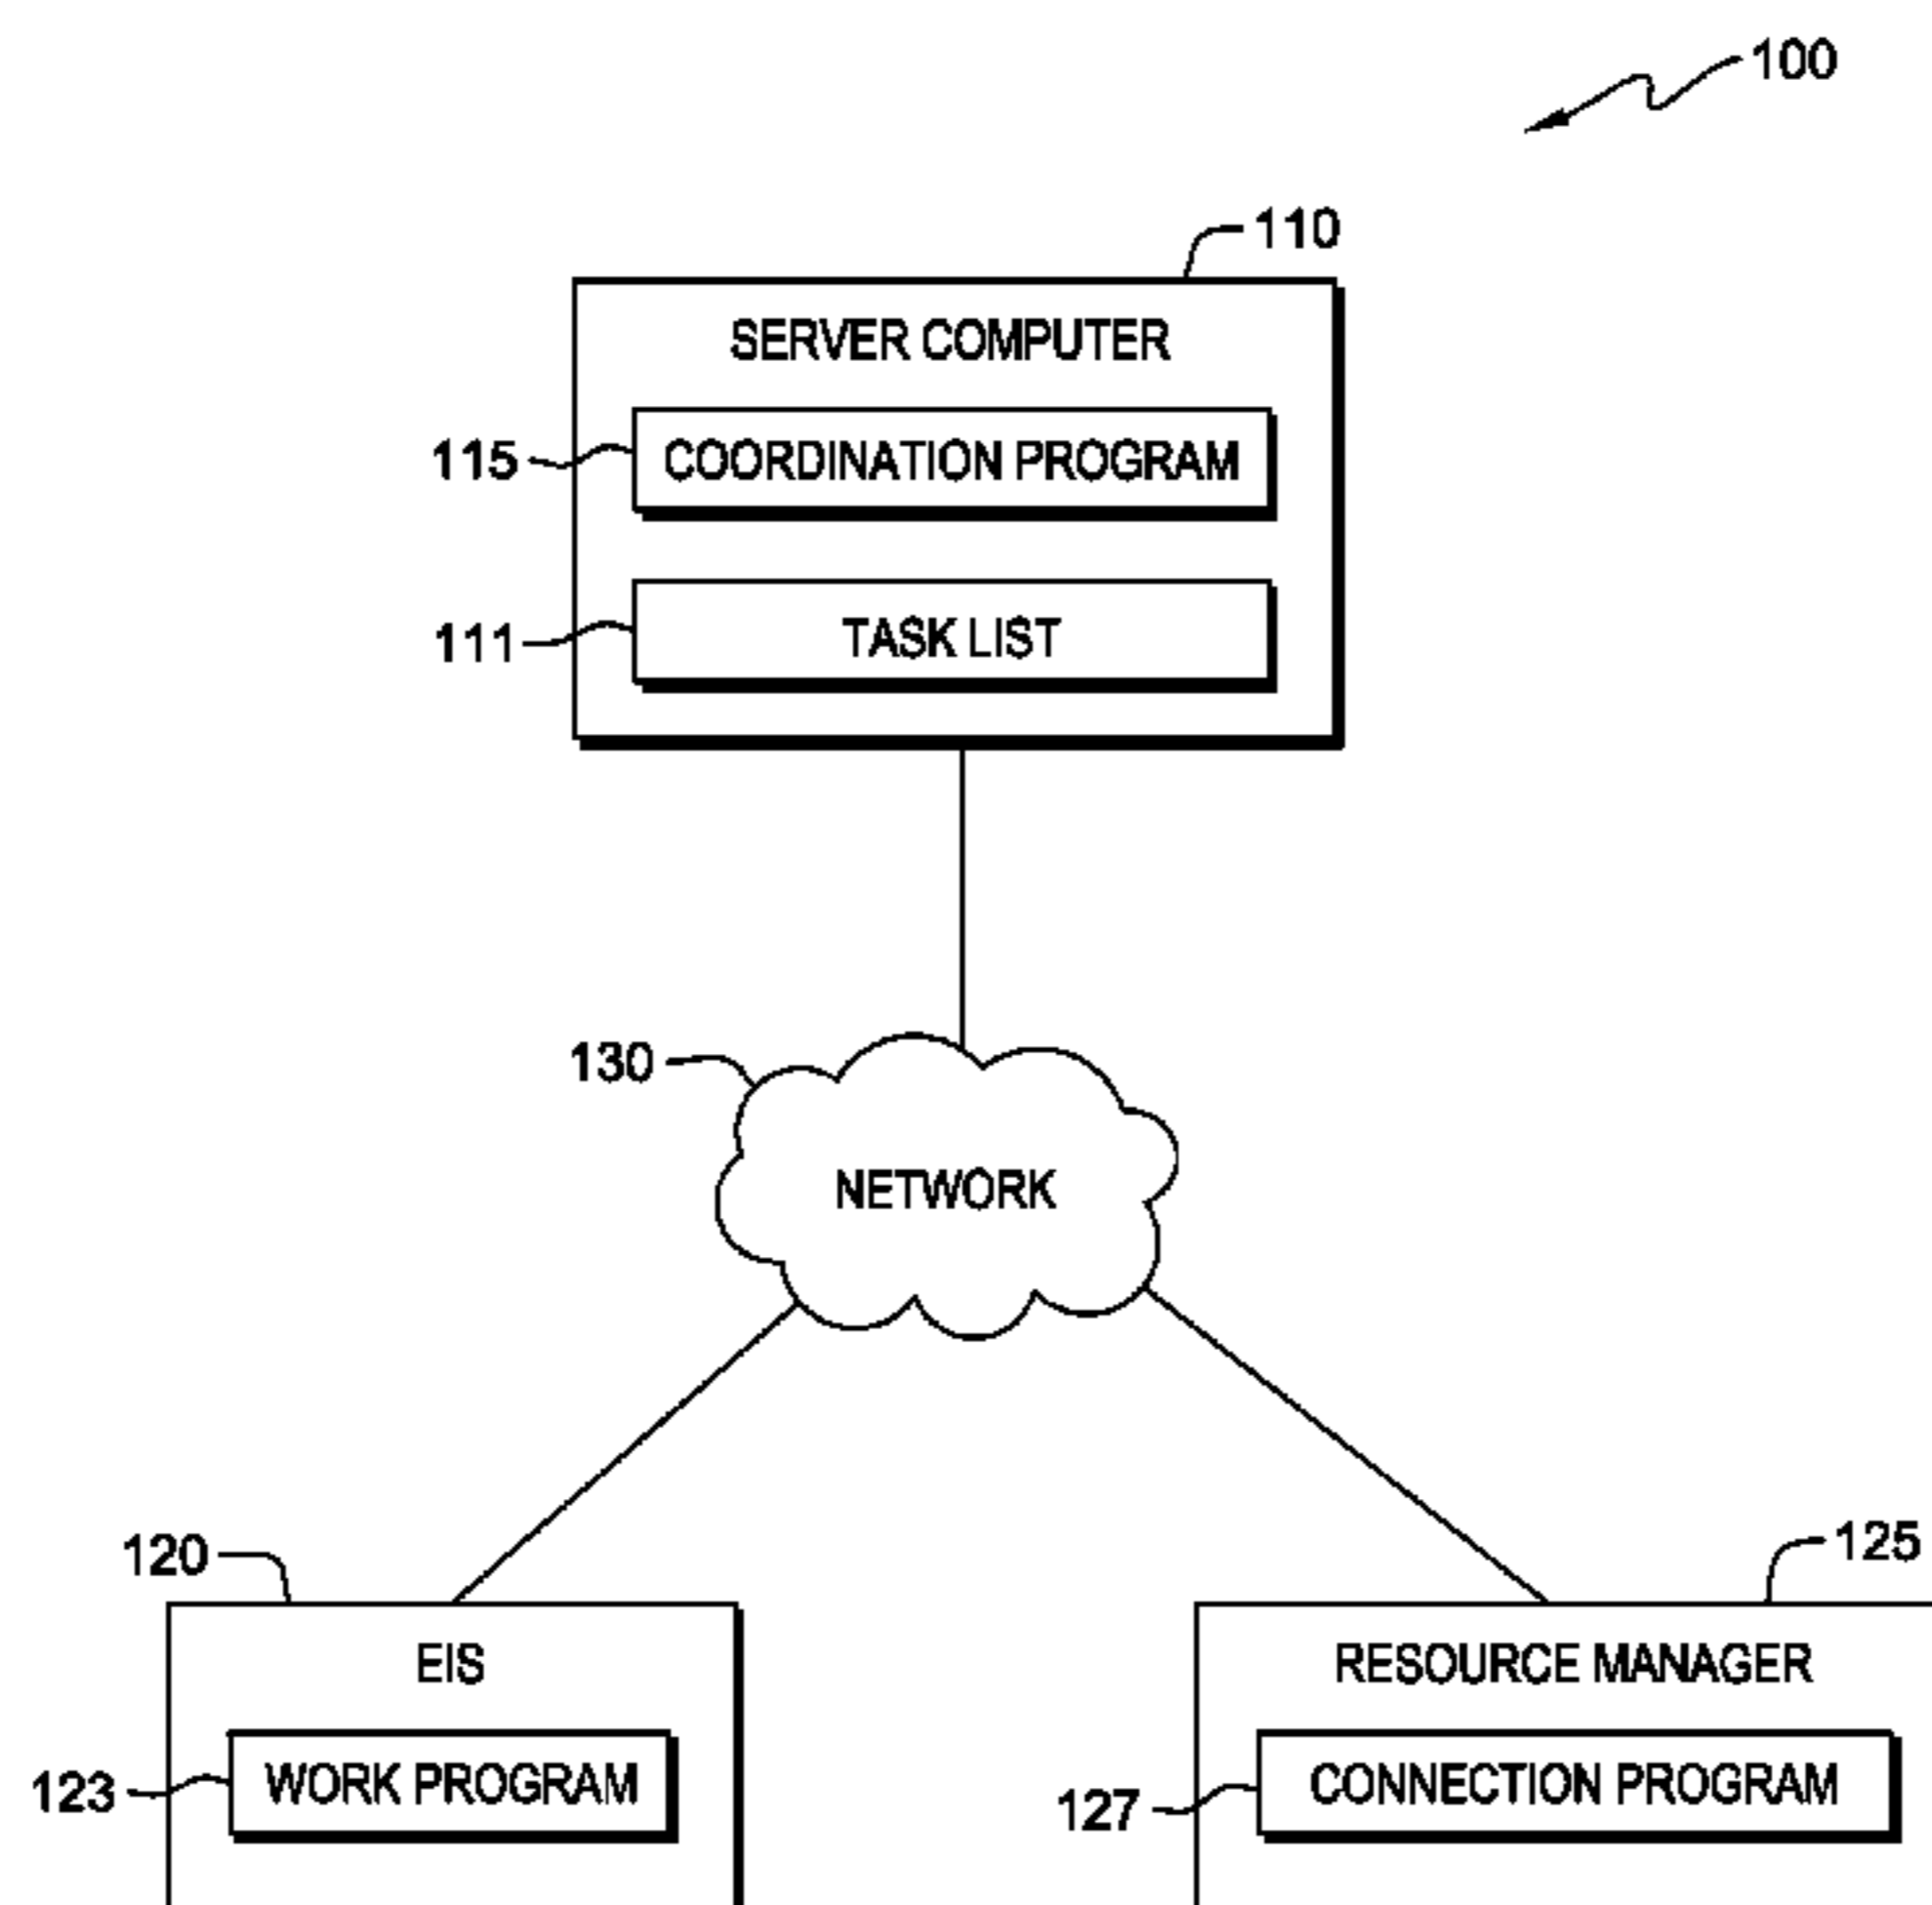 100
110
SERVER COMPUTER
115
COORDINATION PROGRAM
111
TASK LIST
130
NETWORK
120
125
EIS
RESOURCE MANAGER
123
WORK PROGRAM
127
CONNECTION PROGRAM